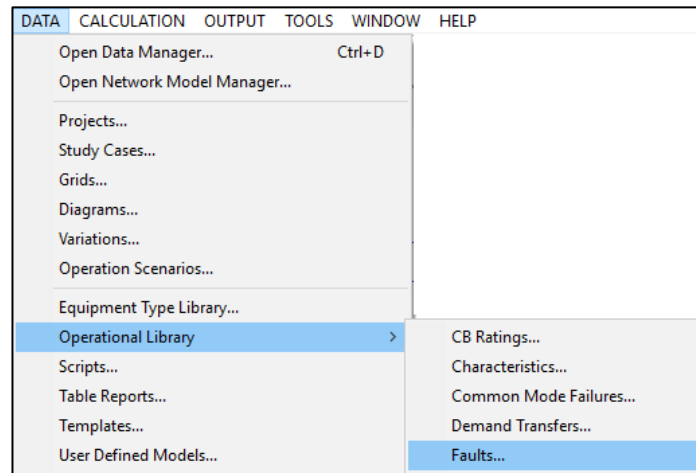 DATA CALCULATION OUTPUT TOOLS WINDOW HELP
Open Data Manager... Ctrl+D
Open Network Model Manager...
Projects...
Study Cases...
Grids...
Diagrams...
Variations...
Operation Scenarios...
Equipment Type Library...
Operational Library >
Scripts...
Table Reports...
Templates...
User Defined Models...
CB Ratings...
Characteristics...
Common Mode Failures...
Demand Transfers...
Faults...